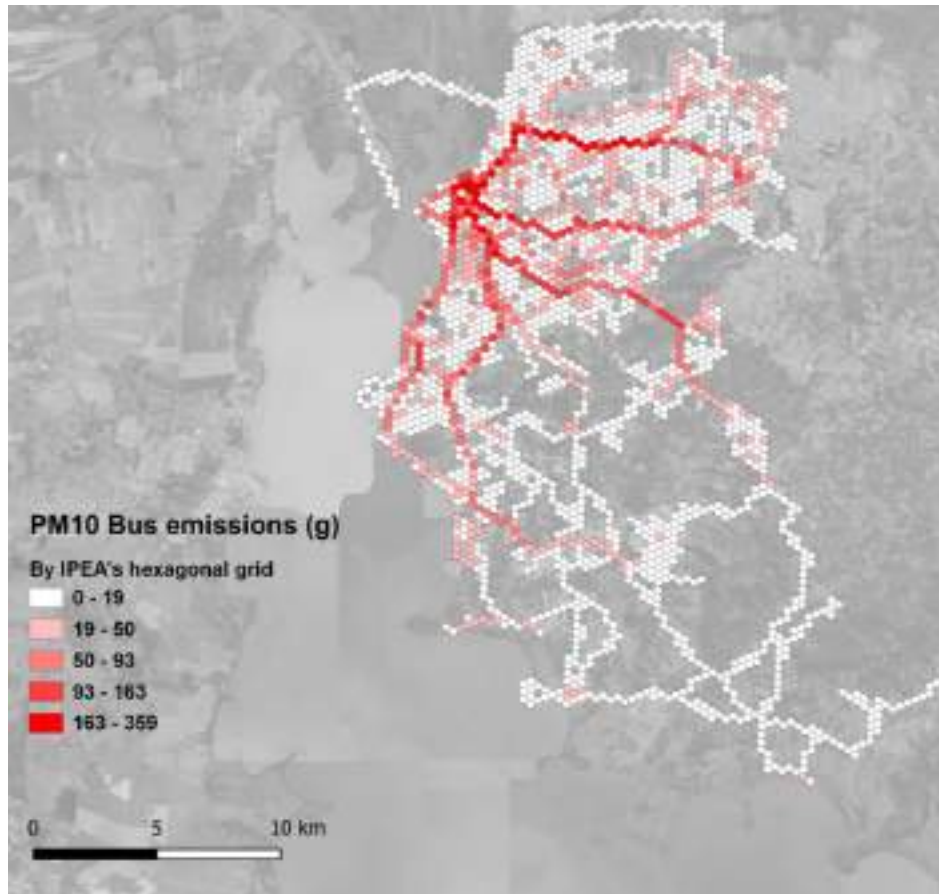 PM10 Bus emissions (g)
By IPEA's hexagonal grid
0 - 19
19 - 50
50 - 93
93 - 163
163 - 359
0 5 10 km